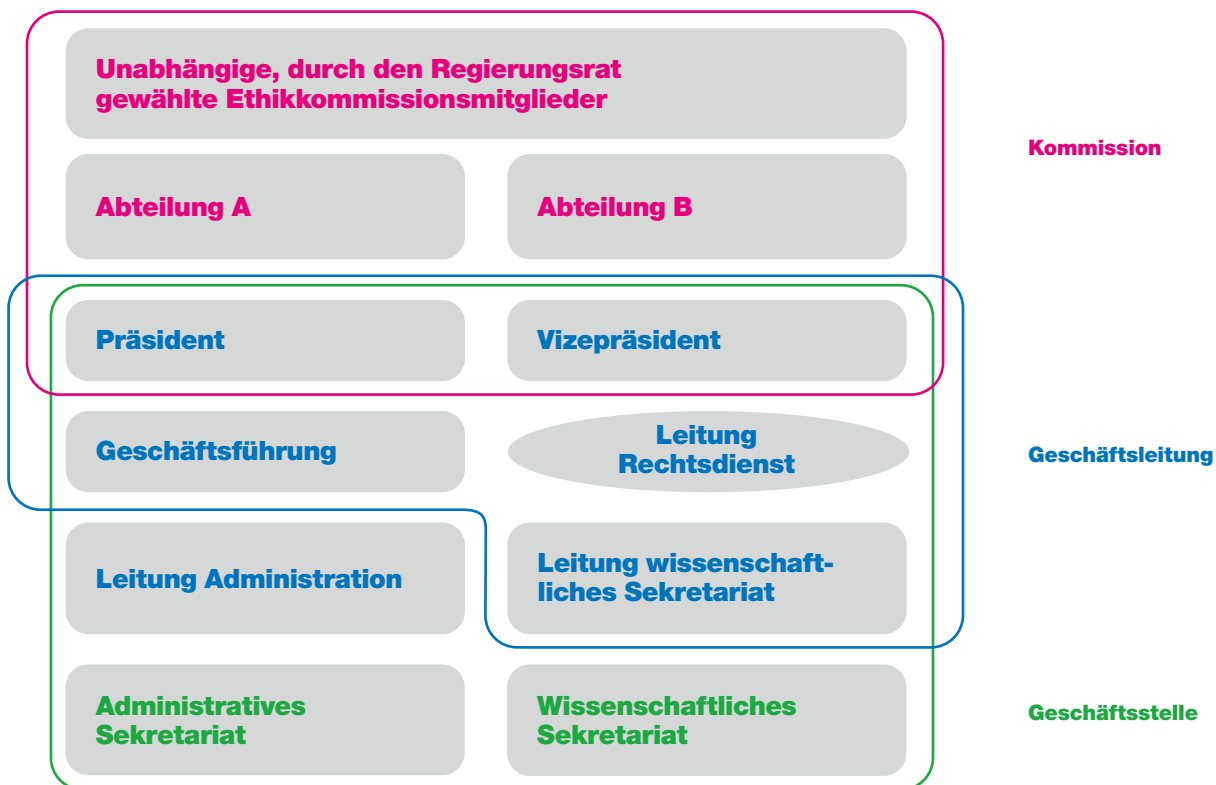 Unabhängige, durch den Regierungsrat
gewählte Ethikkommissionsmitglieder
Kommission
Abteilung A
Abteilung B
Präsident
Vizepräsident
Geschäftsführung
Leitung
Rechtsdienst
Geschäftsleitung
Leitung Administration
Leitung wissenschaft-
liches Sekretariat
Administratives
Sekretariat
Wissenschaftliches
Sekretariat
Geschäftsstelle